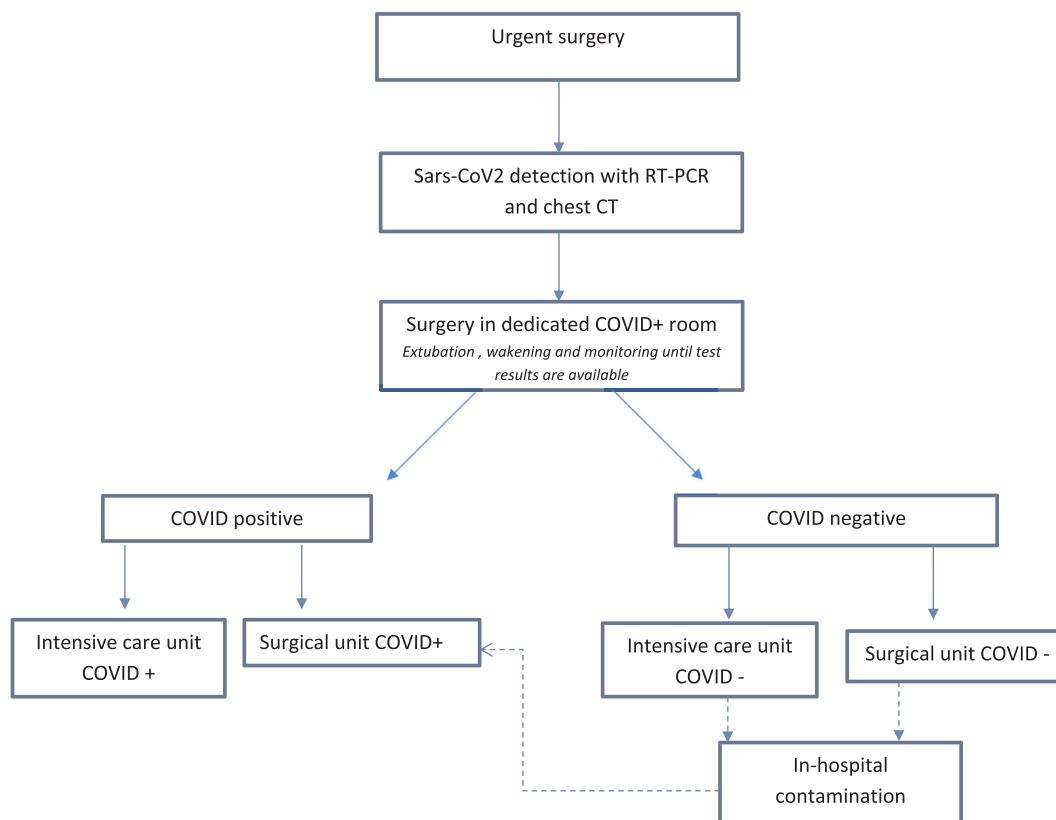 Urgent surgery
Sars-CoV2 detection with RT-PCR
and chest CT
Surgery in dedicated COVID+ room
Extubation , wakening and monitoring until test
results are available
COVID positive
COVID negative
Intensive care unit
COVID +
Surgical unit COVID+
Intensive care unit
COVID -
Surgical unit COVID -
In-hospital
contamination